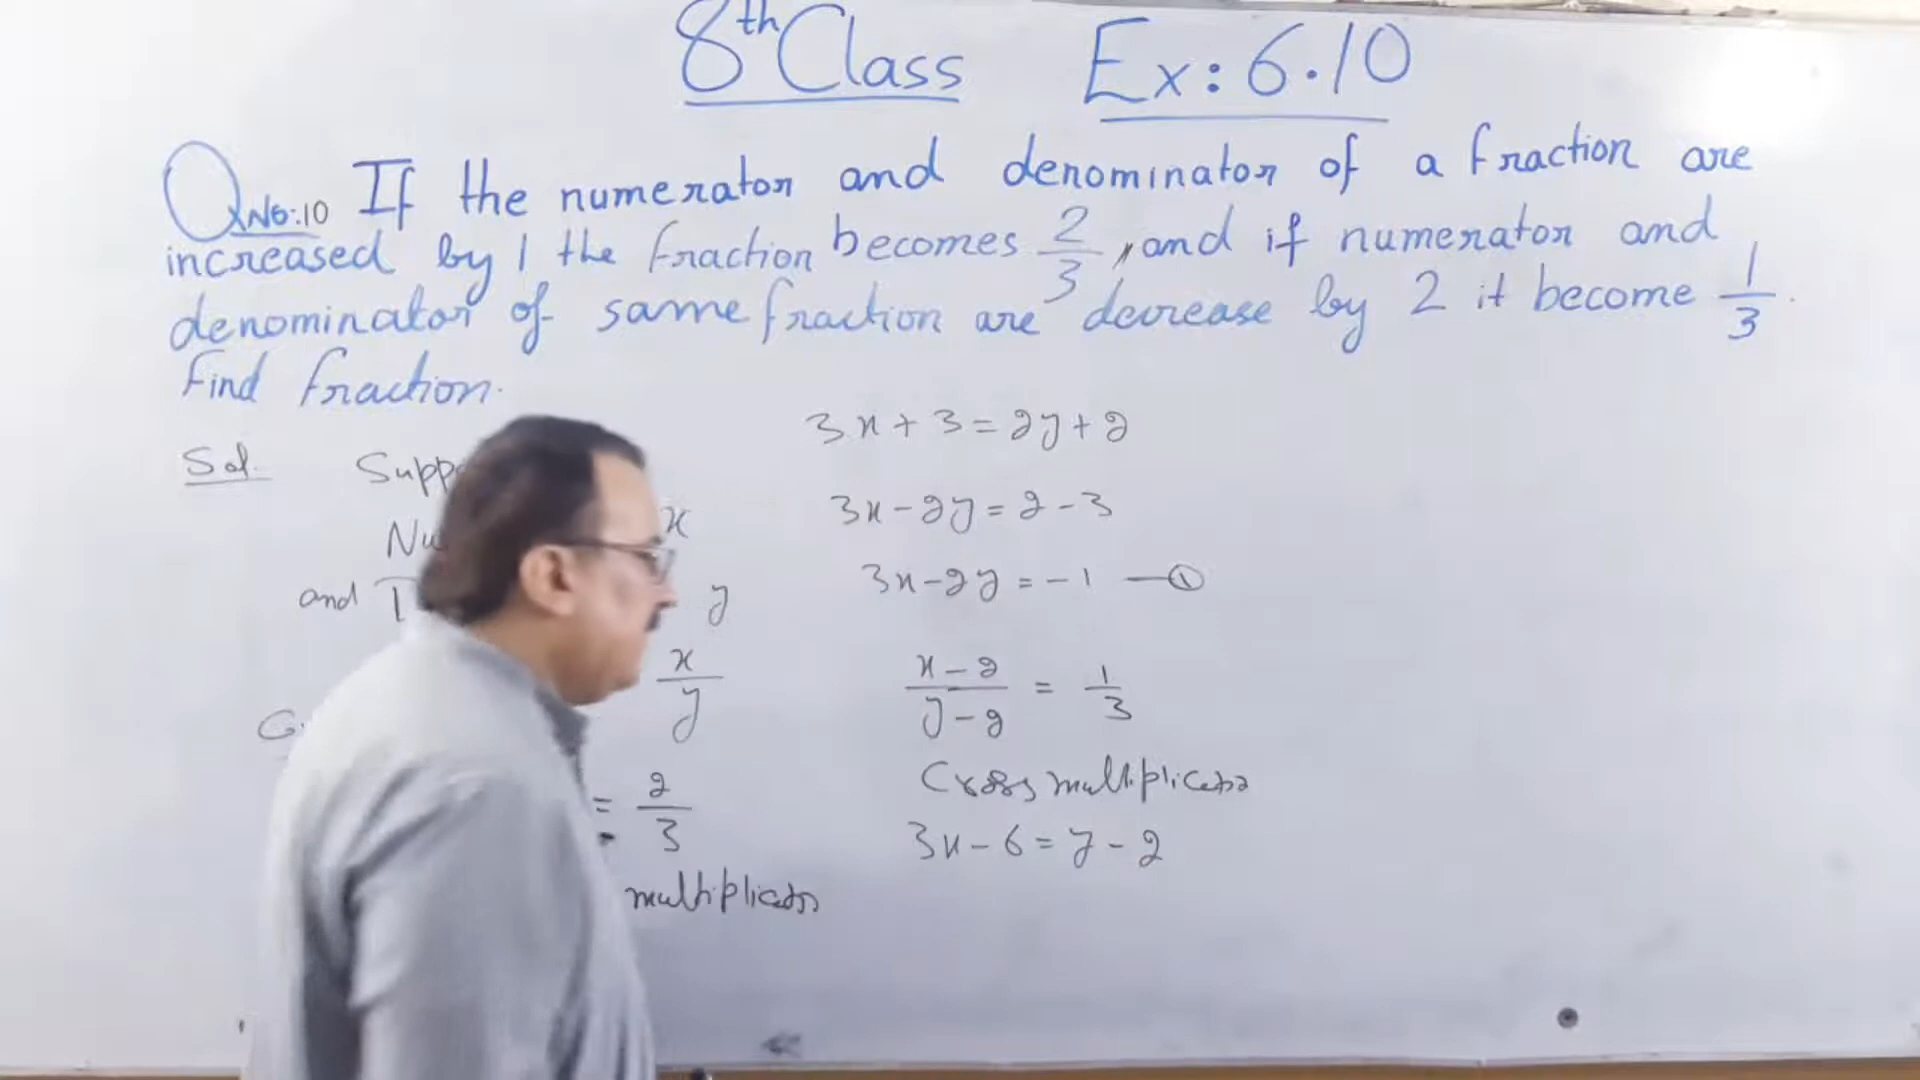 8th Class Ex: 6.10
Q No:10 If the numerator and denominator of a fraction are
increased by 1 the fraction becomes 2/3, and if numerator and
denominator of same fraction are decrease by 2 it become 1/3.
Find fraction.
Sol.
x
and
y
x/y
= 2/3
multiplication
3x + 3 = 2y + 2
3x - 2y = 2 - 3
3x - 2y = -1 —①
x-2/y-2 = 1/3
Cross multiplication
3x - 6 = y - 2